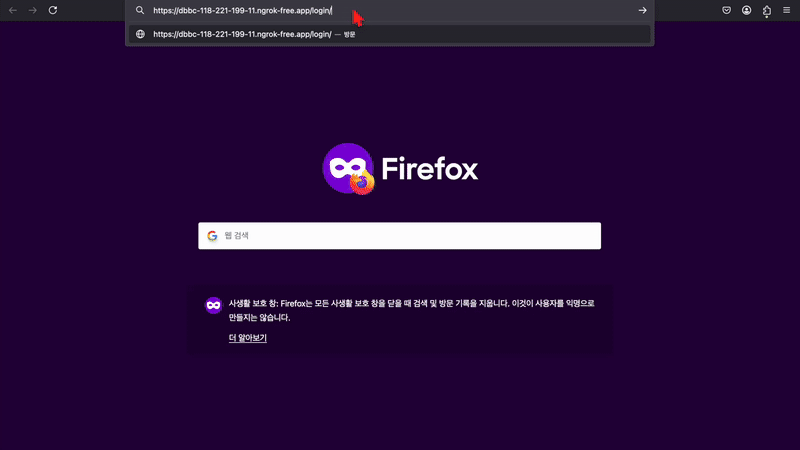 https://dbbc-118-221-199-11.ngrok-free.app/login/
https://dbbc-118-221-199-11.ngrok-free.app/login/ — 방문
Firefox
웹 검색
사생활 보호 창: Firefox는 모든 사생활 보호 창을 닫을 때 검색 및 방문 기록을 지웁니다. 이것이 사용자를 익명으로
만들지는 않습니다.
더 알아보기